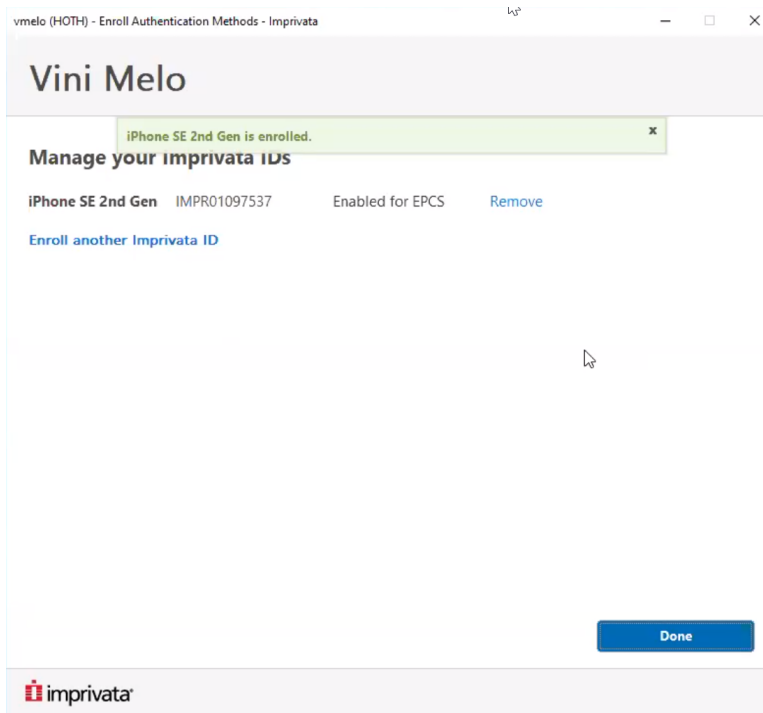 vmelo (HOTH) - Enroll Authentication Methods - Imprivata
Vini Melo
iPhone SE 2nd Gen is enrolled. x
Manage your Imprivata IDs
iPhone SE 2nd Gen IMPR01097537 Enabled for EPCS Remove
Enroll another Imprivata ID
Done
imprivata®